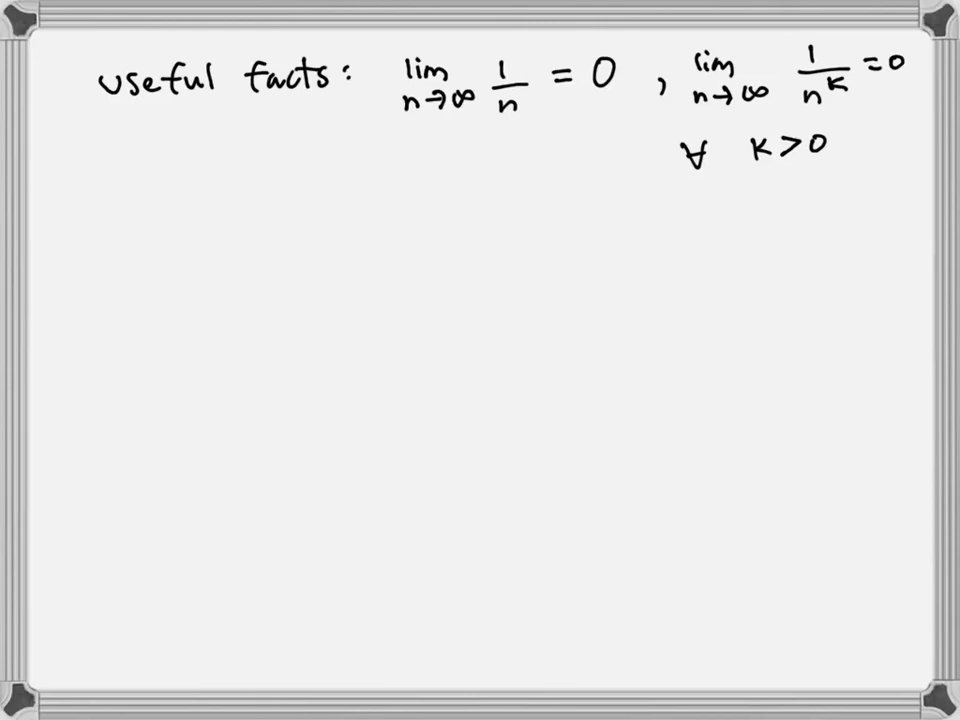 useful facts: lim n→∞ 1/n = 0 , lim n→∞ 1/n^k = 0
∀ k > 0